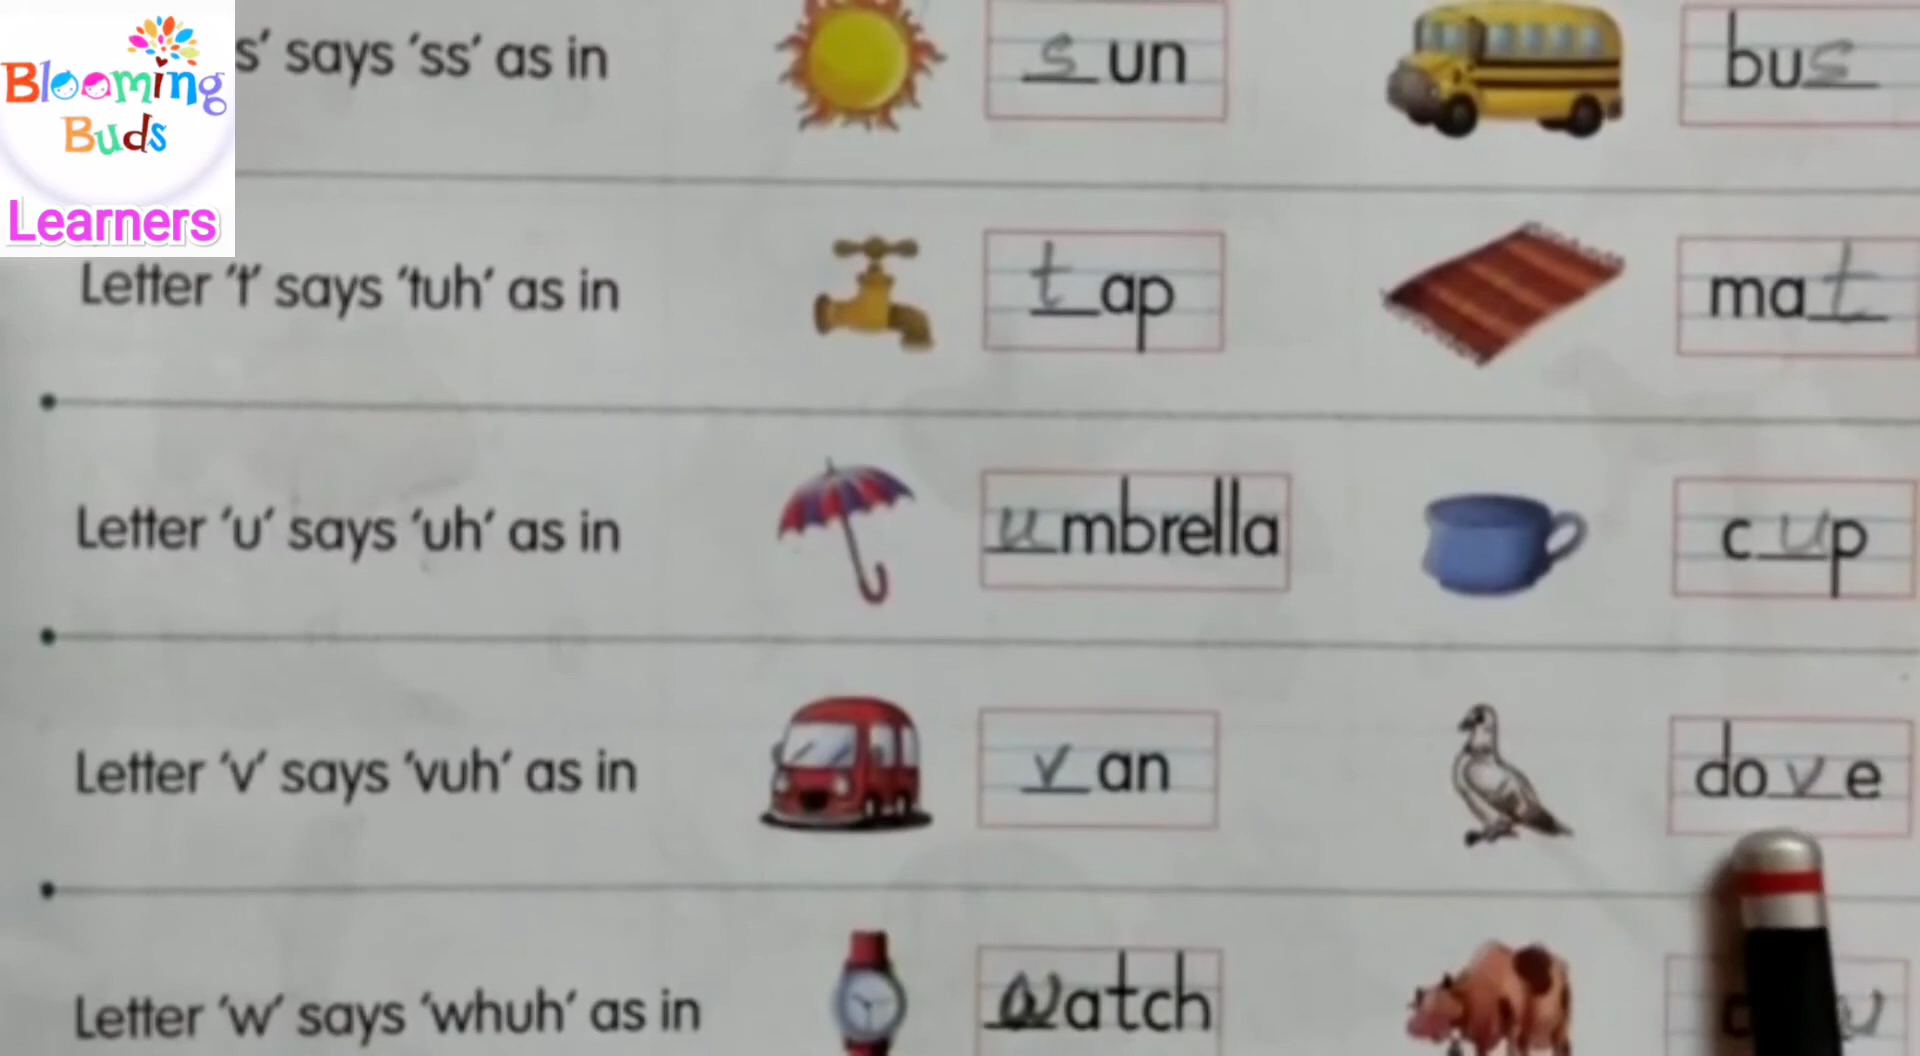 Blooming
Buds
Learners
s' says 'ss' as in sun bus
Letter 't' says 'tuh' as in tap mat
Letter 'u' says 'uh' as in umbrella cup
Letter 'v' says 'vuh' as in van dove
Letter 'w' says 'whuh' as in watch